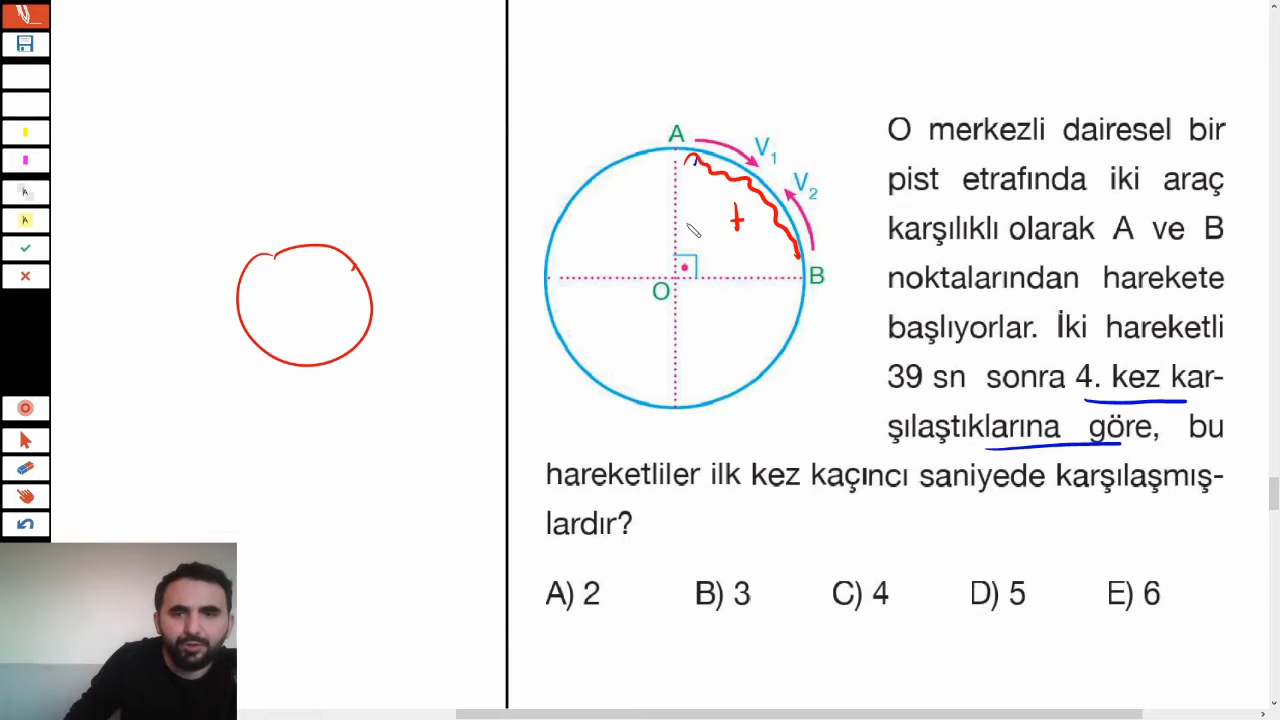 A
V1
V2
B
O
t
O merkezli dairesel bir
pist etrafında iki araç
karşılıklı olarak A ve B
noktalarından harekete
başlıyorlar. İki hareketli
39 sn sonra 4. kez kar-
şılaştıklarına göre, bu
hareketliler ilk kez kaçıncı saniyede karşılaşmış-
lardır?
A) 2 B) 3 C) 4 D) 5 E) 6